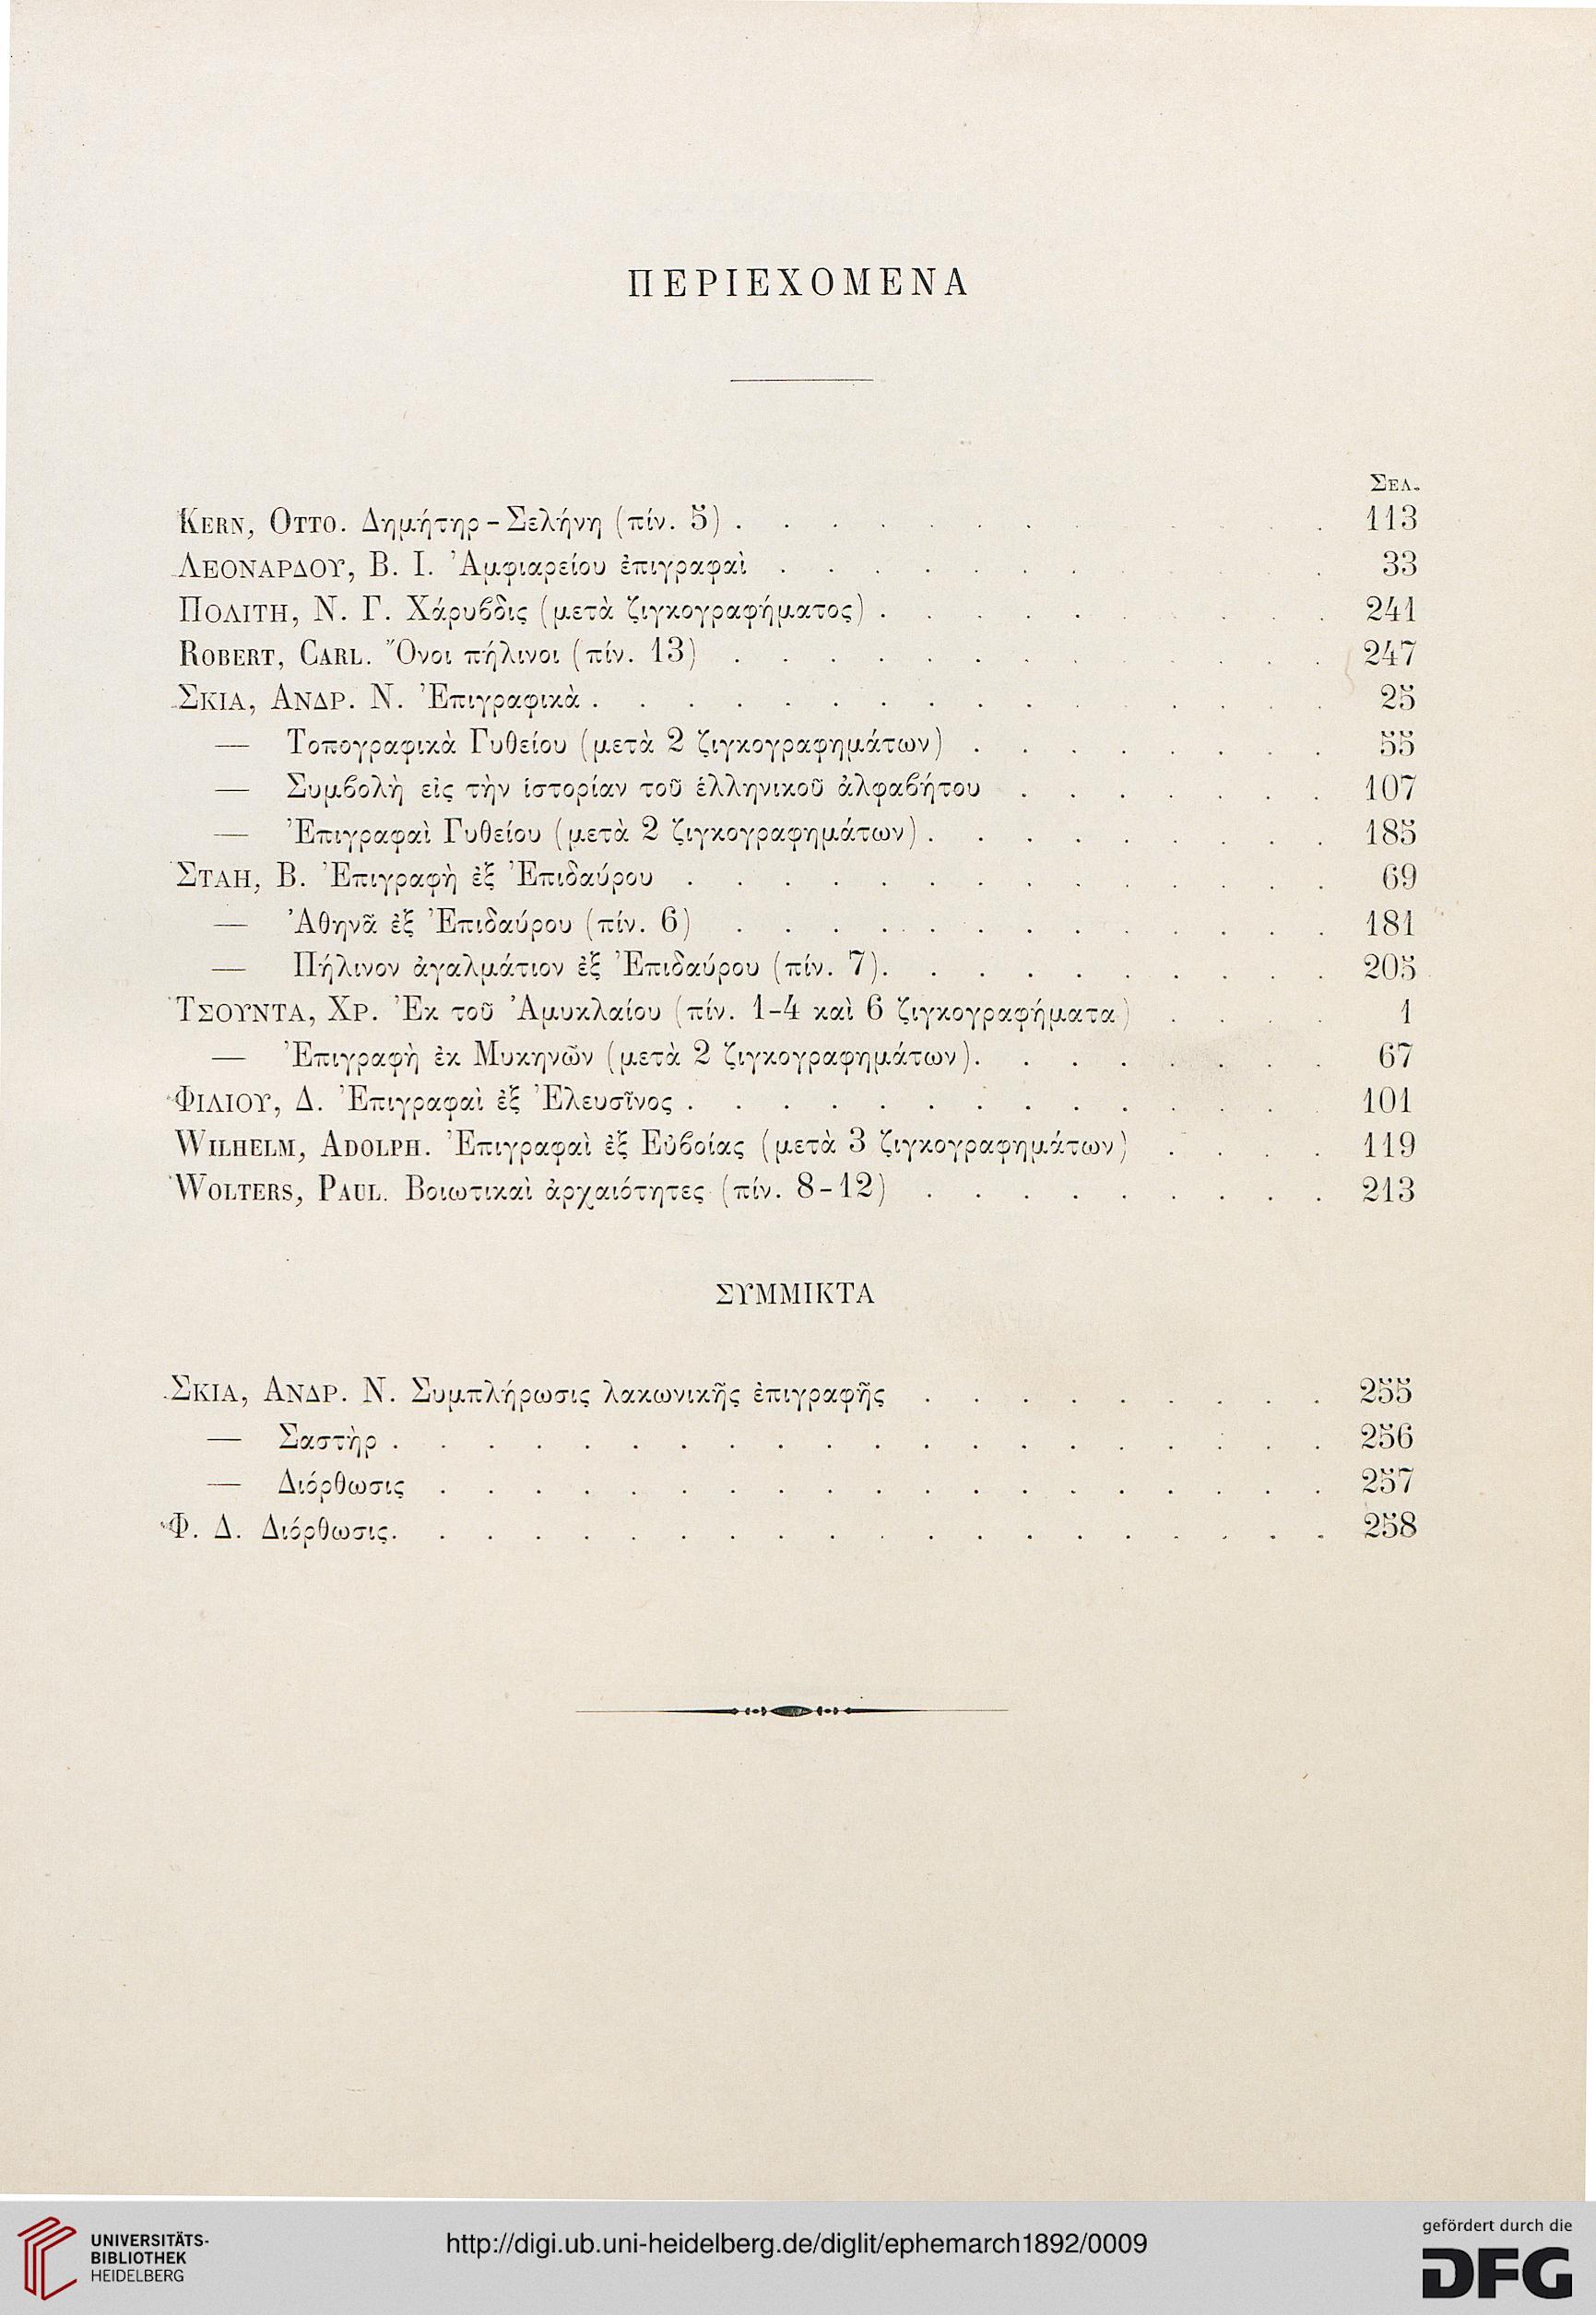 ΠΕΡΙΕΧΟΜΕΝΑ
Σελ.
Kern, Otto. Δημήτηρ-Σελήνη (πίν. 5) . . . . . . . . . . . 113
Λεοναρδου, Β. Ι. Ἀμφιαρείου ἐπιγραφαὶ . . . . . . . . . . . 33
Πολιτη, Ν. Γ. Χάρυϐδις (μετὰ ζιγκογραφήματος) . . . . . . . . . . 241
Robert, Carl. Ὄνοι πήλινοι (πίν. 13) . . . . . . . . . . . . . 247
Σκια, Ανδρ. Ν. Ἐπιγραφικὰ . . . . . . . . . . . . . . . . 25
— Τοπογραφικὰ Γυθείου (μετὰ 2 ζιγκογραφημάτων) . . . . . . . . 55
— Συμϐολὴ εἰς τὴν ἱστορίαν τοῦ ἑλληνικοῦ ἀλφαϐήτου . . . . . . . 107
— Ἐπιγραφαὶ Γυθείου (μετὰ 2 ζιγκογραφημάτων) . . . . . . . . . 185
Σταη, Β. Ἐπιγραφὴ ἐξ Ἐπιδαύρου . . . . . . . . . . . . . . 69
— Ἀθηνᾶ ἐξ Ἐπιδαύρου (πίν. 6) . . . . . . . . . . . . . 181
— Πήλινον ἀγαλμάτιον ἐξ Ἐπιδαύρου (πίν. 7) . . . . . . . . . . 205
Τσουντα, Χρ. Ἐκ τοῦ Ἀμυκλαίου (πίν. 1-4 καὶ 6 ζιγκογραφήματα) . . . . 1
— Ἐπιγραφὴ ἐκ Μυκηνῶν (μετὰ 2 ζιγκογραφημάτων) . . . . . . . . 67
Φιλιου, Δ. Ἐπιγραφαὶ ἐξ Ἐλευσῖνος . . . . . . . . . . . . . . 101
Wilhelm, Adolph. Ἐπιγραφαὶ ἐξ Εὐϐοίας (μετὰ 3 ζιγκογραφημάτων) . . . . 119
Wolters, Paul. Βοιωτικαὶ ἀρχαιότητες (πίν. 8-12) . . . . . . . . . 213
ΣΥΜΜΙΚΤΑ
Σκια, Ανδρ. Ν. Συμπλήρωσις λακωνικῆς ἐπιγραφῆς . . . . . . . . . 255
— Σαστὴρ . . . . . . . . . . . . . . . . . . . . 256
— Διόρθωσις . . . . . . . . . . . . . . . . . . . 257
Φ. Δ. Διόρθωσις. . . . . . . . . . . . . . . . . . . . . 258
UNIVERSITÄTS-
BIBLIOTHEK
HEIDELBERG
http://digi.ub.uni-heidelberg.de/diglit/ephemarch1892/0009
gefördert durch die
DFG